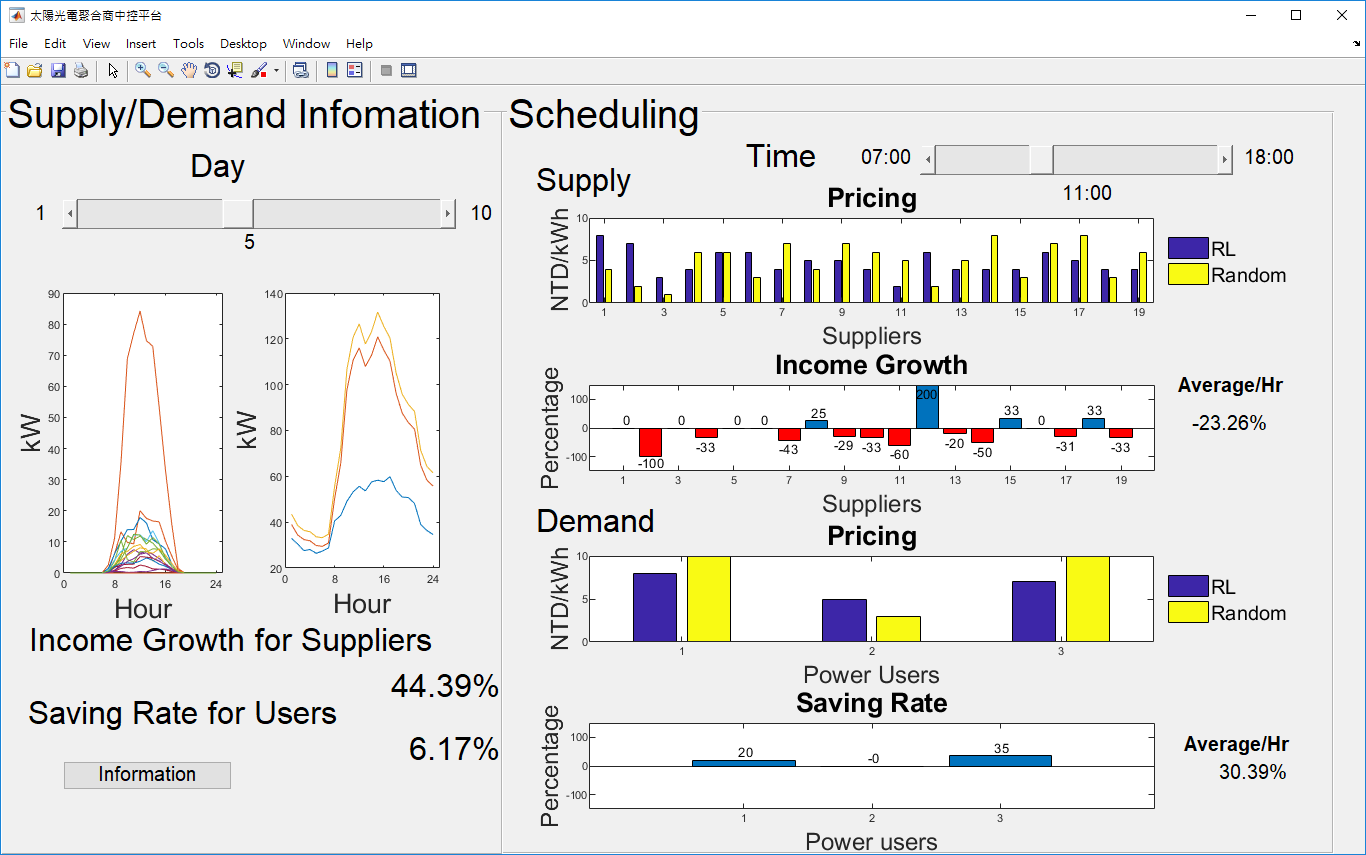 太陽光電聚合商中控平台
File Edit View Insert Tools Desktop Window Help
Supply/Demand Infomation
Day
1 10
5
90
80
70
60
50
40
30
20
10
0
0 8 16 24
kW
Hour
140
120
100
80
60
40
20
0 8 16 24
kW
Hour
Income Growth for Suppliers
44.39%
Saving Rate for Users
6.17%
Information
Scheduling
Time 07:00 18:00
11:00
Supply
Pricing
NTD/kWh
10
5
0
1 3 5 7 9 11 13 15 17 19
Suppliers
RL
Random
Income Growth
Percentage
100
0
-100
0 -100 0 -33 0 0 -43 25 -29 -33 -60 200 -20 -50 33 0 -31 33 -33
1 3 5 7 9 11 13 15 17 19
Suppliers
Average/Hr
-23.26%
Demand
Pricing
NTD/kWh
10
5
0
1 2 3
Power Users
RL
Random
Saving Rate
Percentage
100
0
-100
20 -0 35
1 2 3
Power users
Average/Hr
30.39%